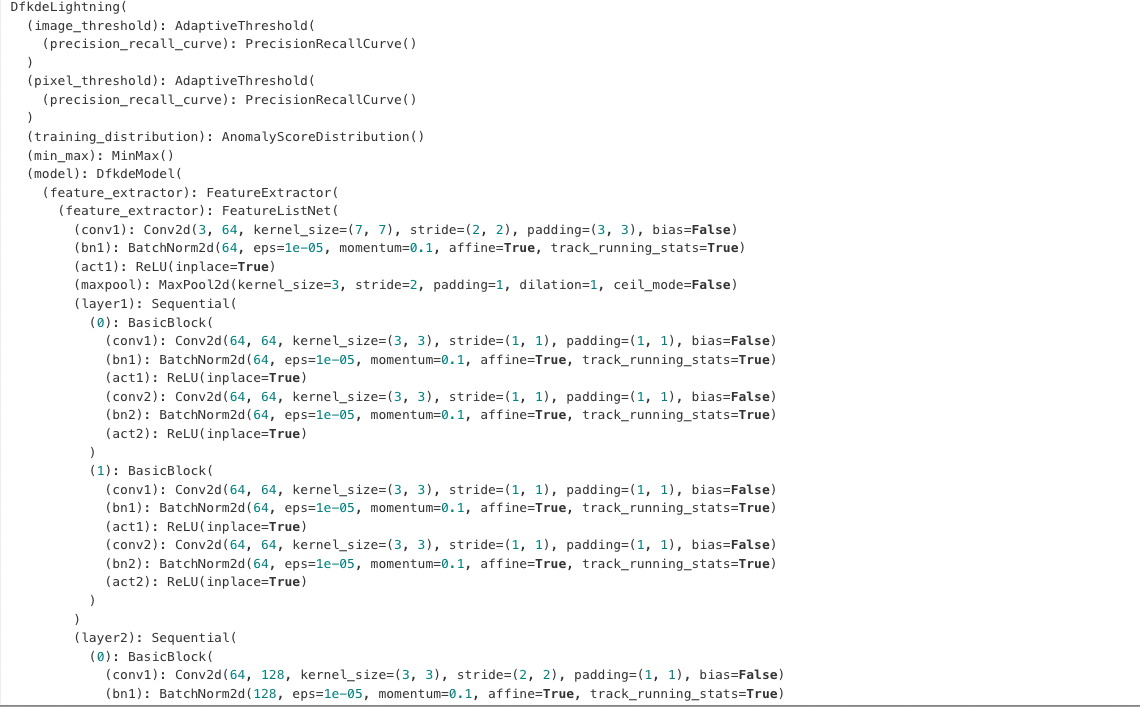 DfkdeLightning(
  (image_threshold): AdaptiveThreshold(
    (precision_recall_curve): PrecisionRecallCurve()
  )
  (pixel_threshold): AdaptiveThreshold(
    (precision_recall_curve): PrecisionRecallCurve()
  )
  (training_distribution): AnomalyScoreDistribution()
  (min_max): MinMax()
  (model): DfkdeModel(
    (feature_extractor): FeatureExtractor(
      (feature_extractor): FeatureListNet(
        (conv1): Conv2d(3, 64, kernel_size=(7, 7), stride=(2, 2), padding=(3, 3), bias=False)
        (bn1): BatchNorm2d(64, eps=1e-05, momentum=0.1, affine=True, track_running_stats=True)
        (act1): ReLU(inplace=True)
        (maxpool): MaxPool2d(kernel_size=3, stride=2, padding=1, dilation=1, ceil_mode=False)
        (layer1): Sequential(
          (0): BasicBlock(
            (conv1): Conv2d(64, 64, kernel_size=(3, 3), stride=(1, 1), padding=(1, 1), bias=False)
            (bn1): BatchNorm2d(64, eps=1e-05, momentum=0.1, affine=True, track_running_stats=True)
            (act1): ReLU(inplace=True)
            (conv2): Conv2d(64, 64, kernel_size=(3, 3), stride=(1, 1), padding=(1, 1), bias=False)
            (bn2): BatchNorm2d(64, eps=1e-05, momentum=0.1, affine=True, track_running_stats=True)
            (act2): ReLU(inplace=True)
          )
          (1): BasicBlock(
            (conv1): Conv2d(64, 64, kernel_size=(3, 3), stride=(1, 1), padding=(1, 1), bias=False)
            (bn1): BatchNorm2d(64, eps=1e-05, momentum=0.1, affine=True, track_running_stats=True)
            (act1): ReLU(inplace=True)
            (conv2): Conv2d(64, 64, kernel_size=(3, 3), stride=(1, 1), padding=(1, 1), bias=False)
            (bn2): BatchNorm2d(64, eps=1e-05, momentum=0.1, affine=True, track_running_stats=True)
            (act2): ReLU(inplace=True)
          )
        )
        (layer2): Sequential(
          (0): BasicBlock(
            (conv1): Conv2d(64, 128, kernel_size=(3, 3), stride=(2, 2), padding=(1, 1), bias=False)
            (bn1): BatchNorm2d(128, eps=1e-05, momentum=0.1, affine=True, track_running_stats=True)